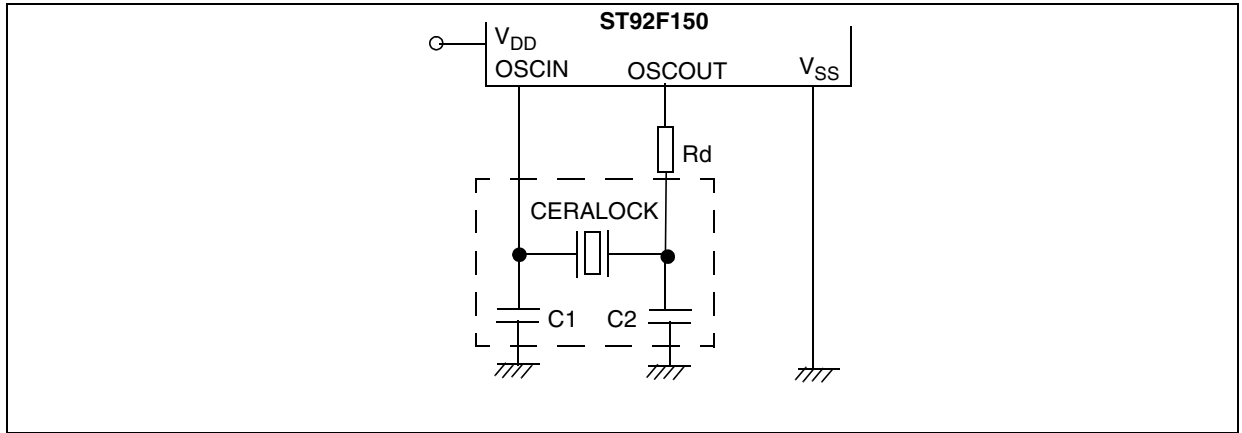 ST92F150
VDD
OSCIN OSCOUT VSS
Rd
CERALOCK
C1 C2